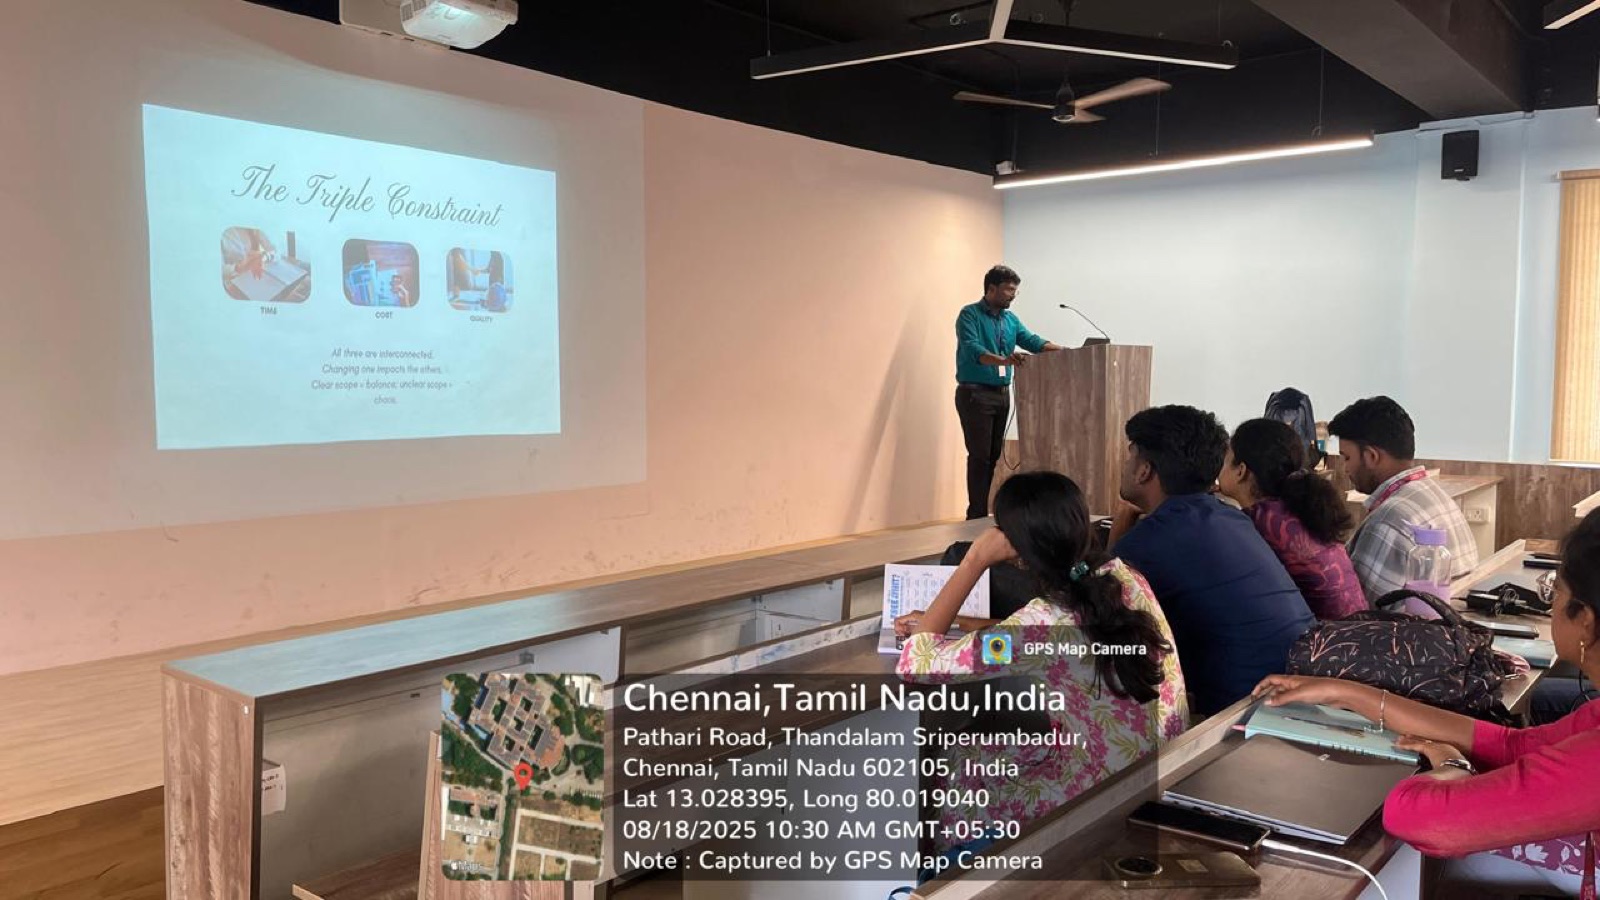 The Triple Constraint
TIME
COST
QUALITY
All three are interconnected.
Changing one impacts the others.
Clear scope = balance; unclear scope =
chaos.
GPS Map Camera
Chennai,Tamil Nadu,India
Pathari Road, Thandalam Sriperumbadur,
Chennai, Tamil Nadu 602105, India
Lat 13.028395, Long 80.019040
08/18/2025 10:30 AM GMT+05:30
Note : Captured by GPS Map Camera
Maps